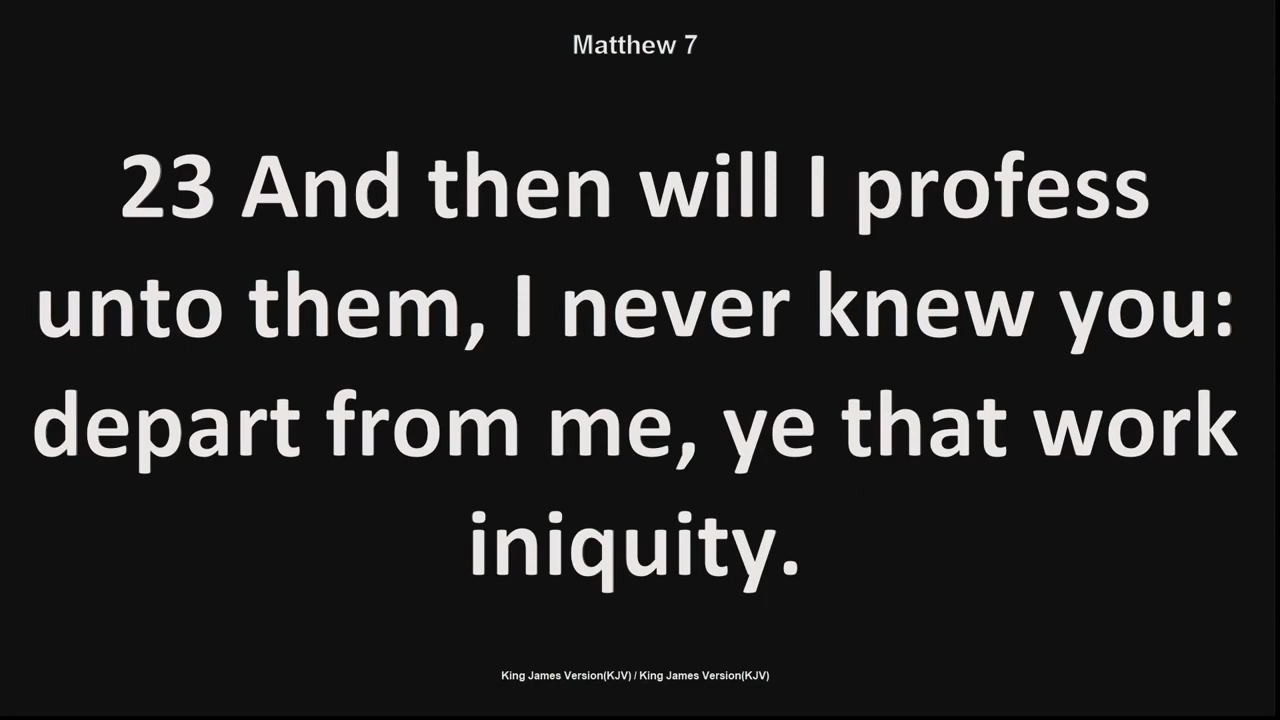 Matthew 7
23 And then will I profess
unto them, I never knew you:
depart from me, ye that work
iniquity.
King James Version(KJV) / King James Version(KJV)